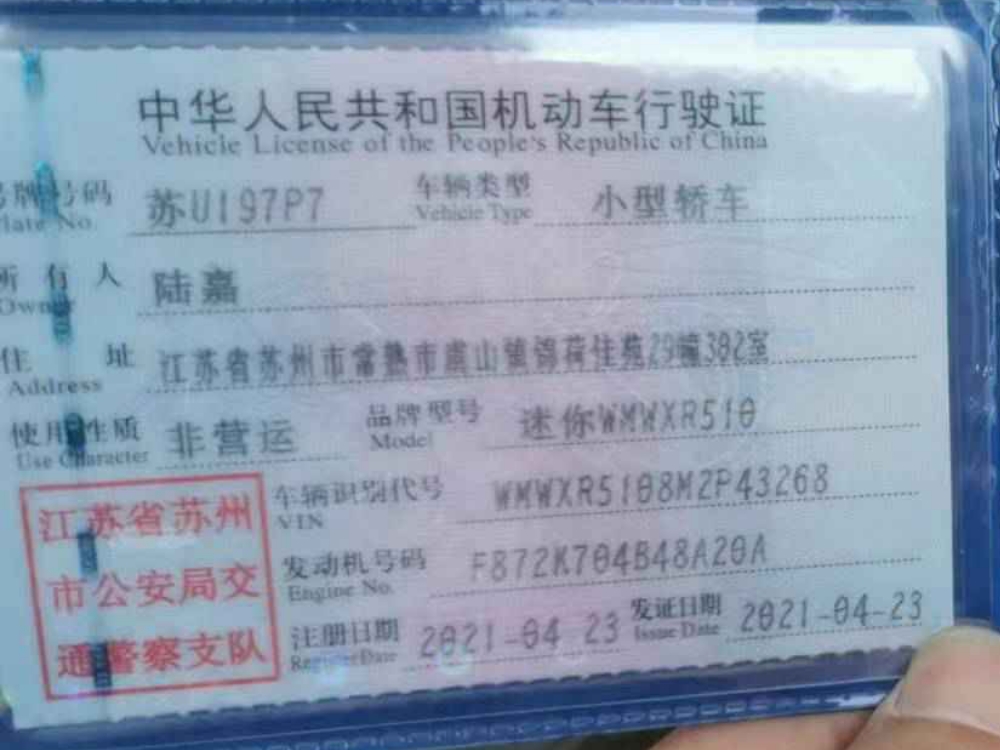 中华人民共和国机动车行驶证
Vehicle License of the People's Republic of China
号牌号码 苏U197P7 车辆类型 小型轿车
Plate No. Vehicle Type
所有人 陆嘉
Owner
住址 江苏省苏州市常熟市虞山镇锦荷佳苑29幢382室
Address
使用性质 非营运 品牌型号 迷你WMWXR510
Use Character Model
江苏省苏州
市公安局交
通警察支队
车辆识别代号 WMWXR5108M2P43268
VIN
发动机号码 F872K704B48A20A
Engine No.
注册日期 2021-04 23 发证日期 2021-04-23
Register Date Issue Date